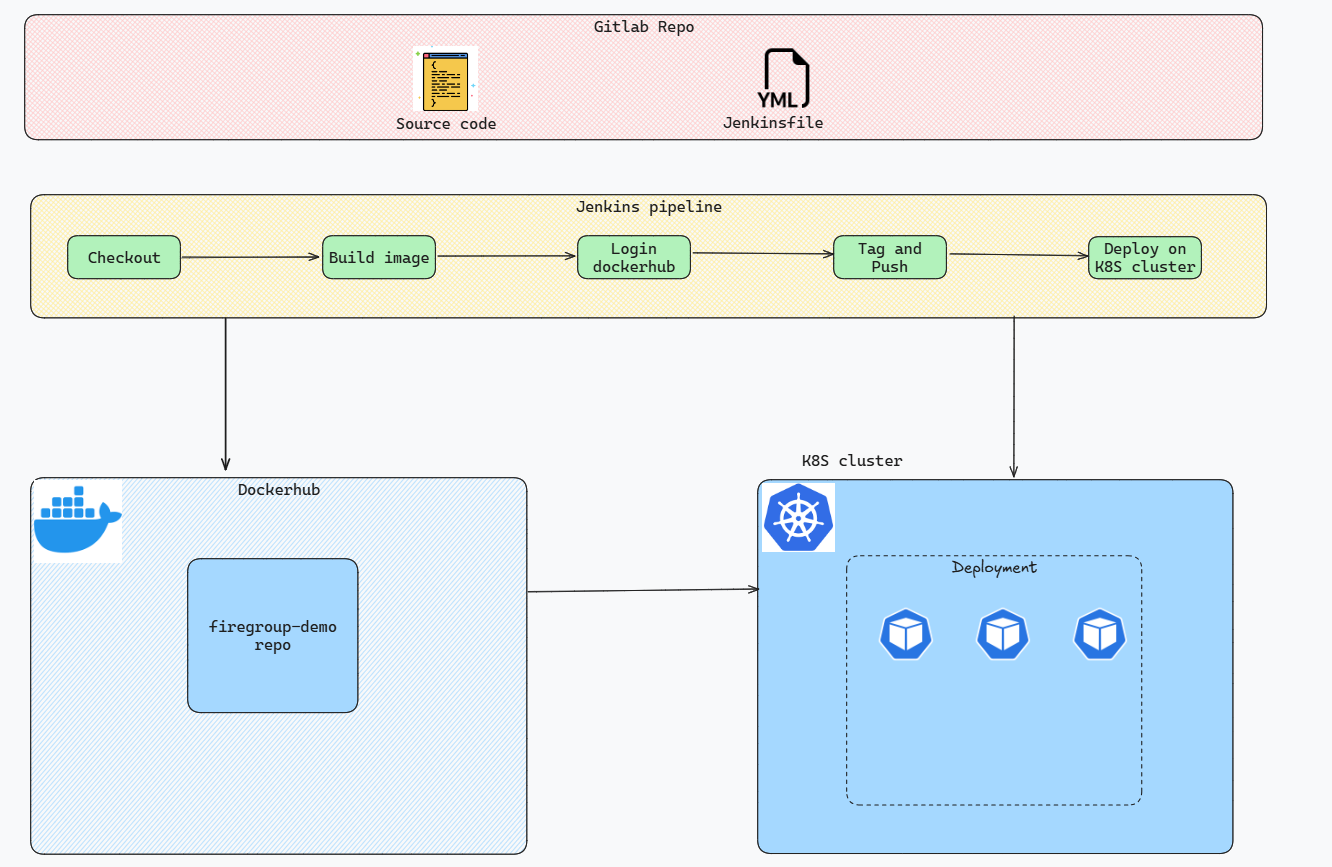 Gitlab Repo
YML
Source code
Jenkinsfile
Jenkins pipeline
Checkout
Build image
Login
dockerhub
Tag and
Push
Deploy on
K8S cluster
K8S cluster
Dockerhub
Deployment
firegroup-demo
repo